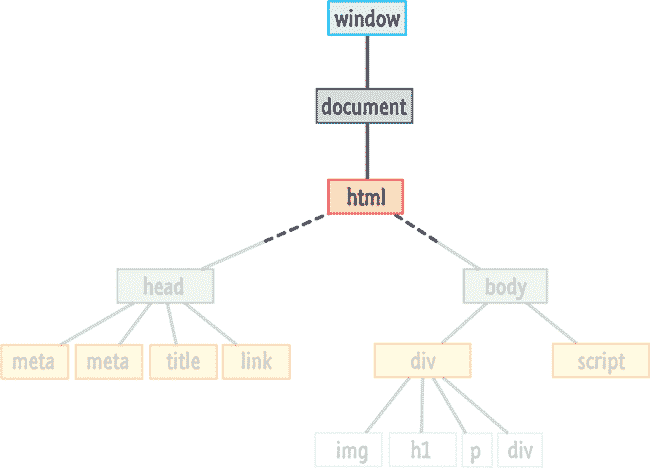 window
document
html
head body
meta meta title link div script
img h1 p div